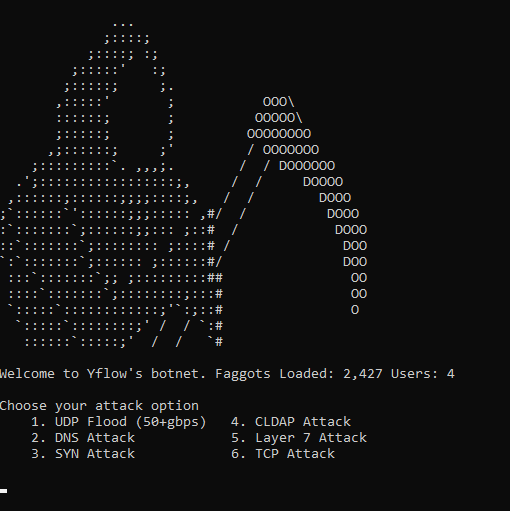 Welcome to Yflow's botnet. Faggots Loaded: 2,427 Users: 4
Choose your attack option
1. UDP Flood (50+gbps) 4. CLDAP Attack
2. DNS Attack 5. Layer 7 Attack
3. SYN Attack 6. TCP Attack